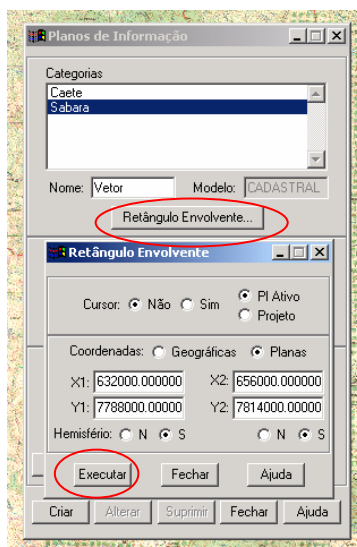 Planos de Informação
Categorias
Caete
Sabara
Nome: Vetor Modelo: CADASTRAL
Retângulo Envolvente...
Retângulo Envolvente
Cursor: Não Sim PI Ativo
Projeto
Coordenadas: Geográficas Planas
X1: 632000.000000 X2: 656000.000000
Y1: 7788000.00000 Y2: 7814000.00000
Hemisfério: N S N S
Executar Fechar Ajuda
Criar Alterar Suprimir Fechar Ajuda